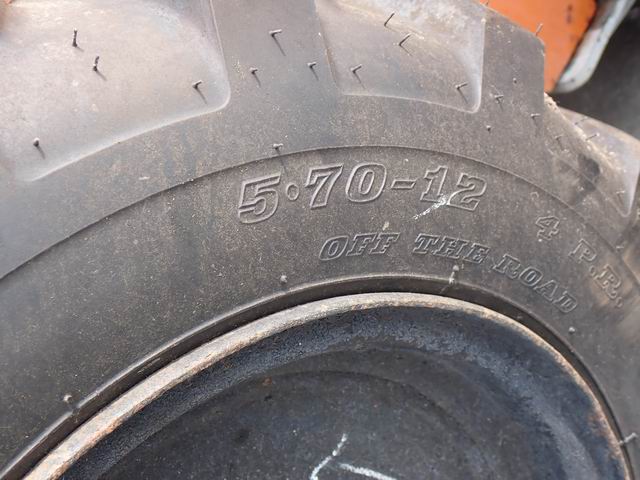 5·70-12
4 P.R.
OFF THE ROAD